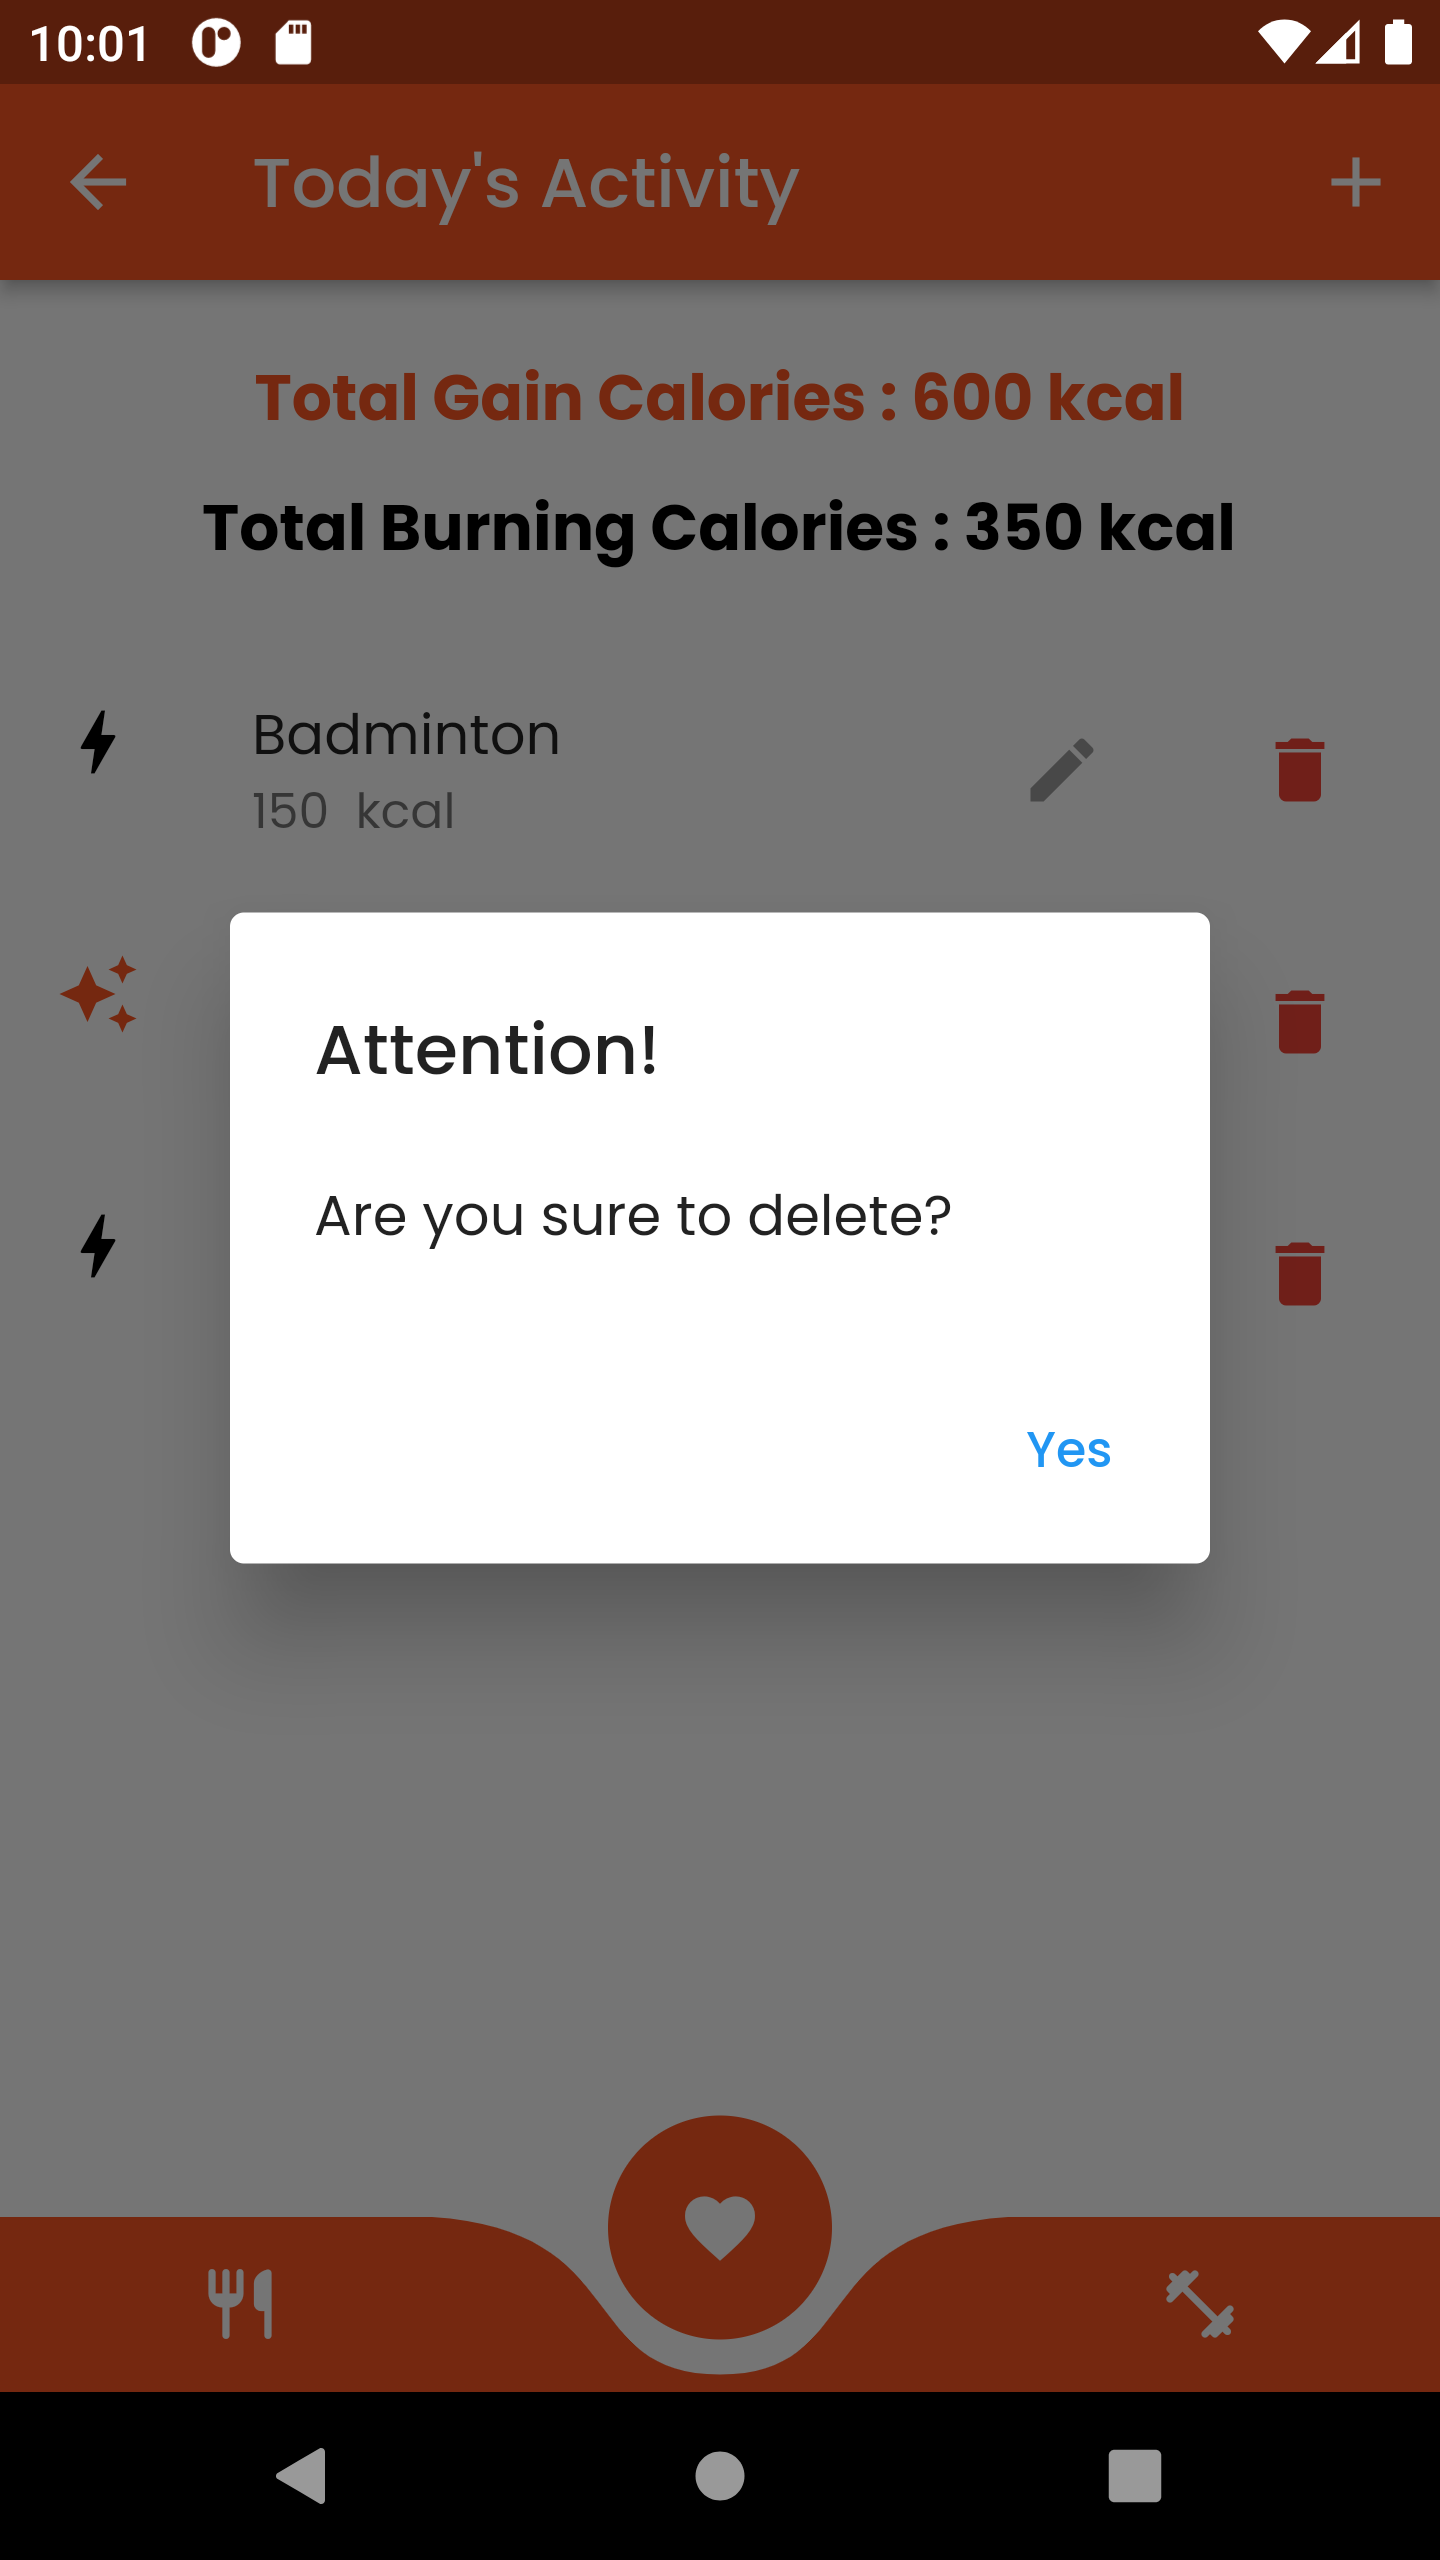 10:01
Today's Activity
Total Gain Calories : 600 kcal
Total Burning Calories : 350 kcal
Badminton
150 kcal
Attention!
Are you sure to delete?
Yes